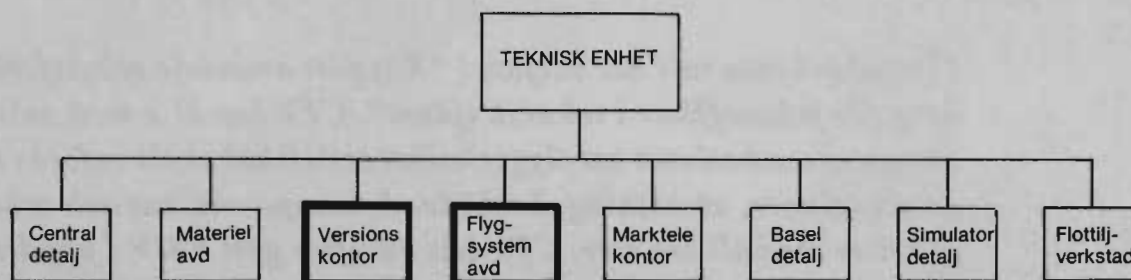 TEKNISK ENHET
Central
detalj
Materiel
avd
Versions
kontor
Flyg-
system
avd
Marktele
kontor
Basel
detalj
Simulator
detalj
Flottilj-
verkstad